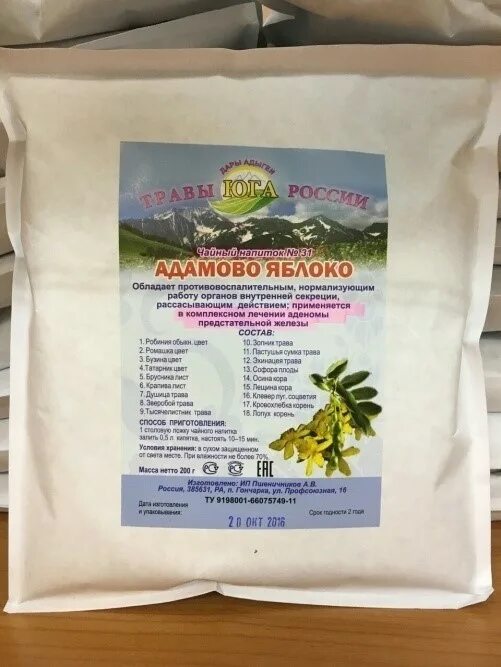 ДАРЫ АДЫГЕИ
ТРАВЫ ЮГА РОССИИ
Чайный напиток № 31
АДАМОВО ЯБЛОКО
Обладает противовоспалительным, нормализующим
работу органов внутренней секреции,
рассасывающим действием; применяется
в комплексном лечении аденомы
предстательной железы
СОСТАВ:
1. Робиния обыкн. цвет
2. Ромашка цвет
3. Бузина цвет
4. Татарник цвет
5. Брусника лист
6. Крапива лист
7. Душица трава
8. Зверобой трава
9. Тысячелистник трава
10. Зопник трава
11. Пастушья сумка трава
12. Эхинацея трава
13. Софора плоды
14. Осина кора
15. Лещина кора
16. Клевер луг. соцветия
17. Кровохлебка корень
18. Лопух корень
СПОСОБ ПРИГОТОВЛЕНИЯ:
1 столовую ложку чайного напитка
залить 0,5 л. кипятка, настоять 10–15 мин.
Условия хранения: в сухом защищенном
от света месте. При влажности не более 70%.
Масса нетто 200 г
РСТ
РСТ
ЕАС
Изготовлено: ИП Пшеничников А.В.
Россия, 385631, РА, п. Гончарка, ул. Профсоюзная, 16
ТУ 9198001-66075749-11
Дата изготовления
и упаковывания:
20 ОКТ 2016
Срок годности 2 года